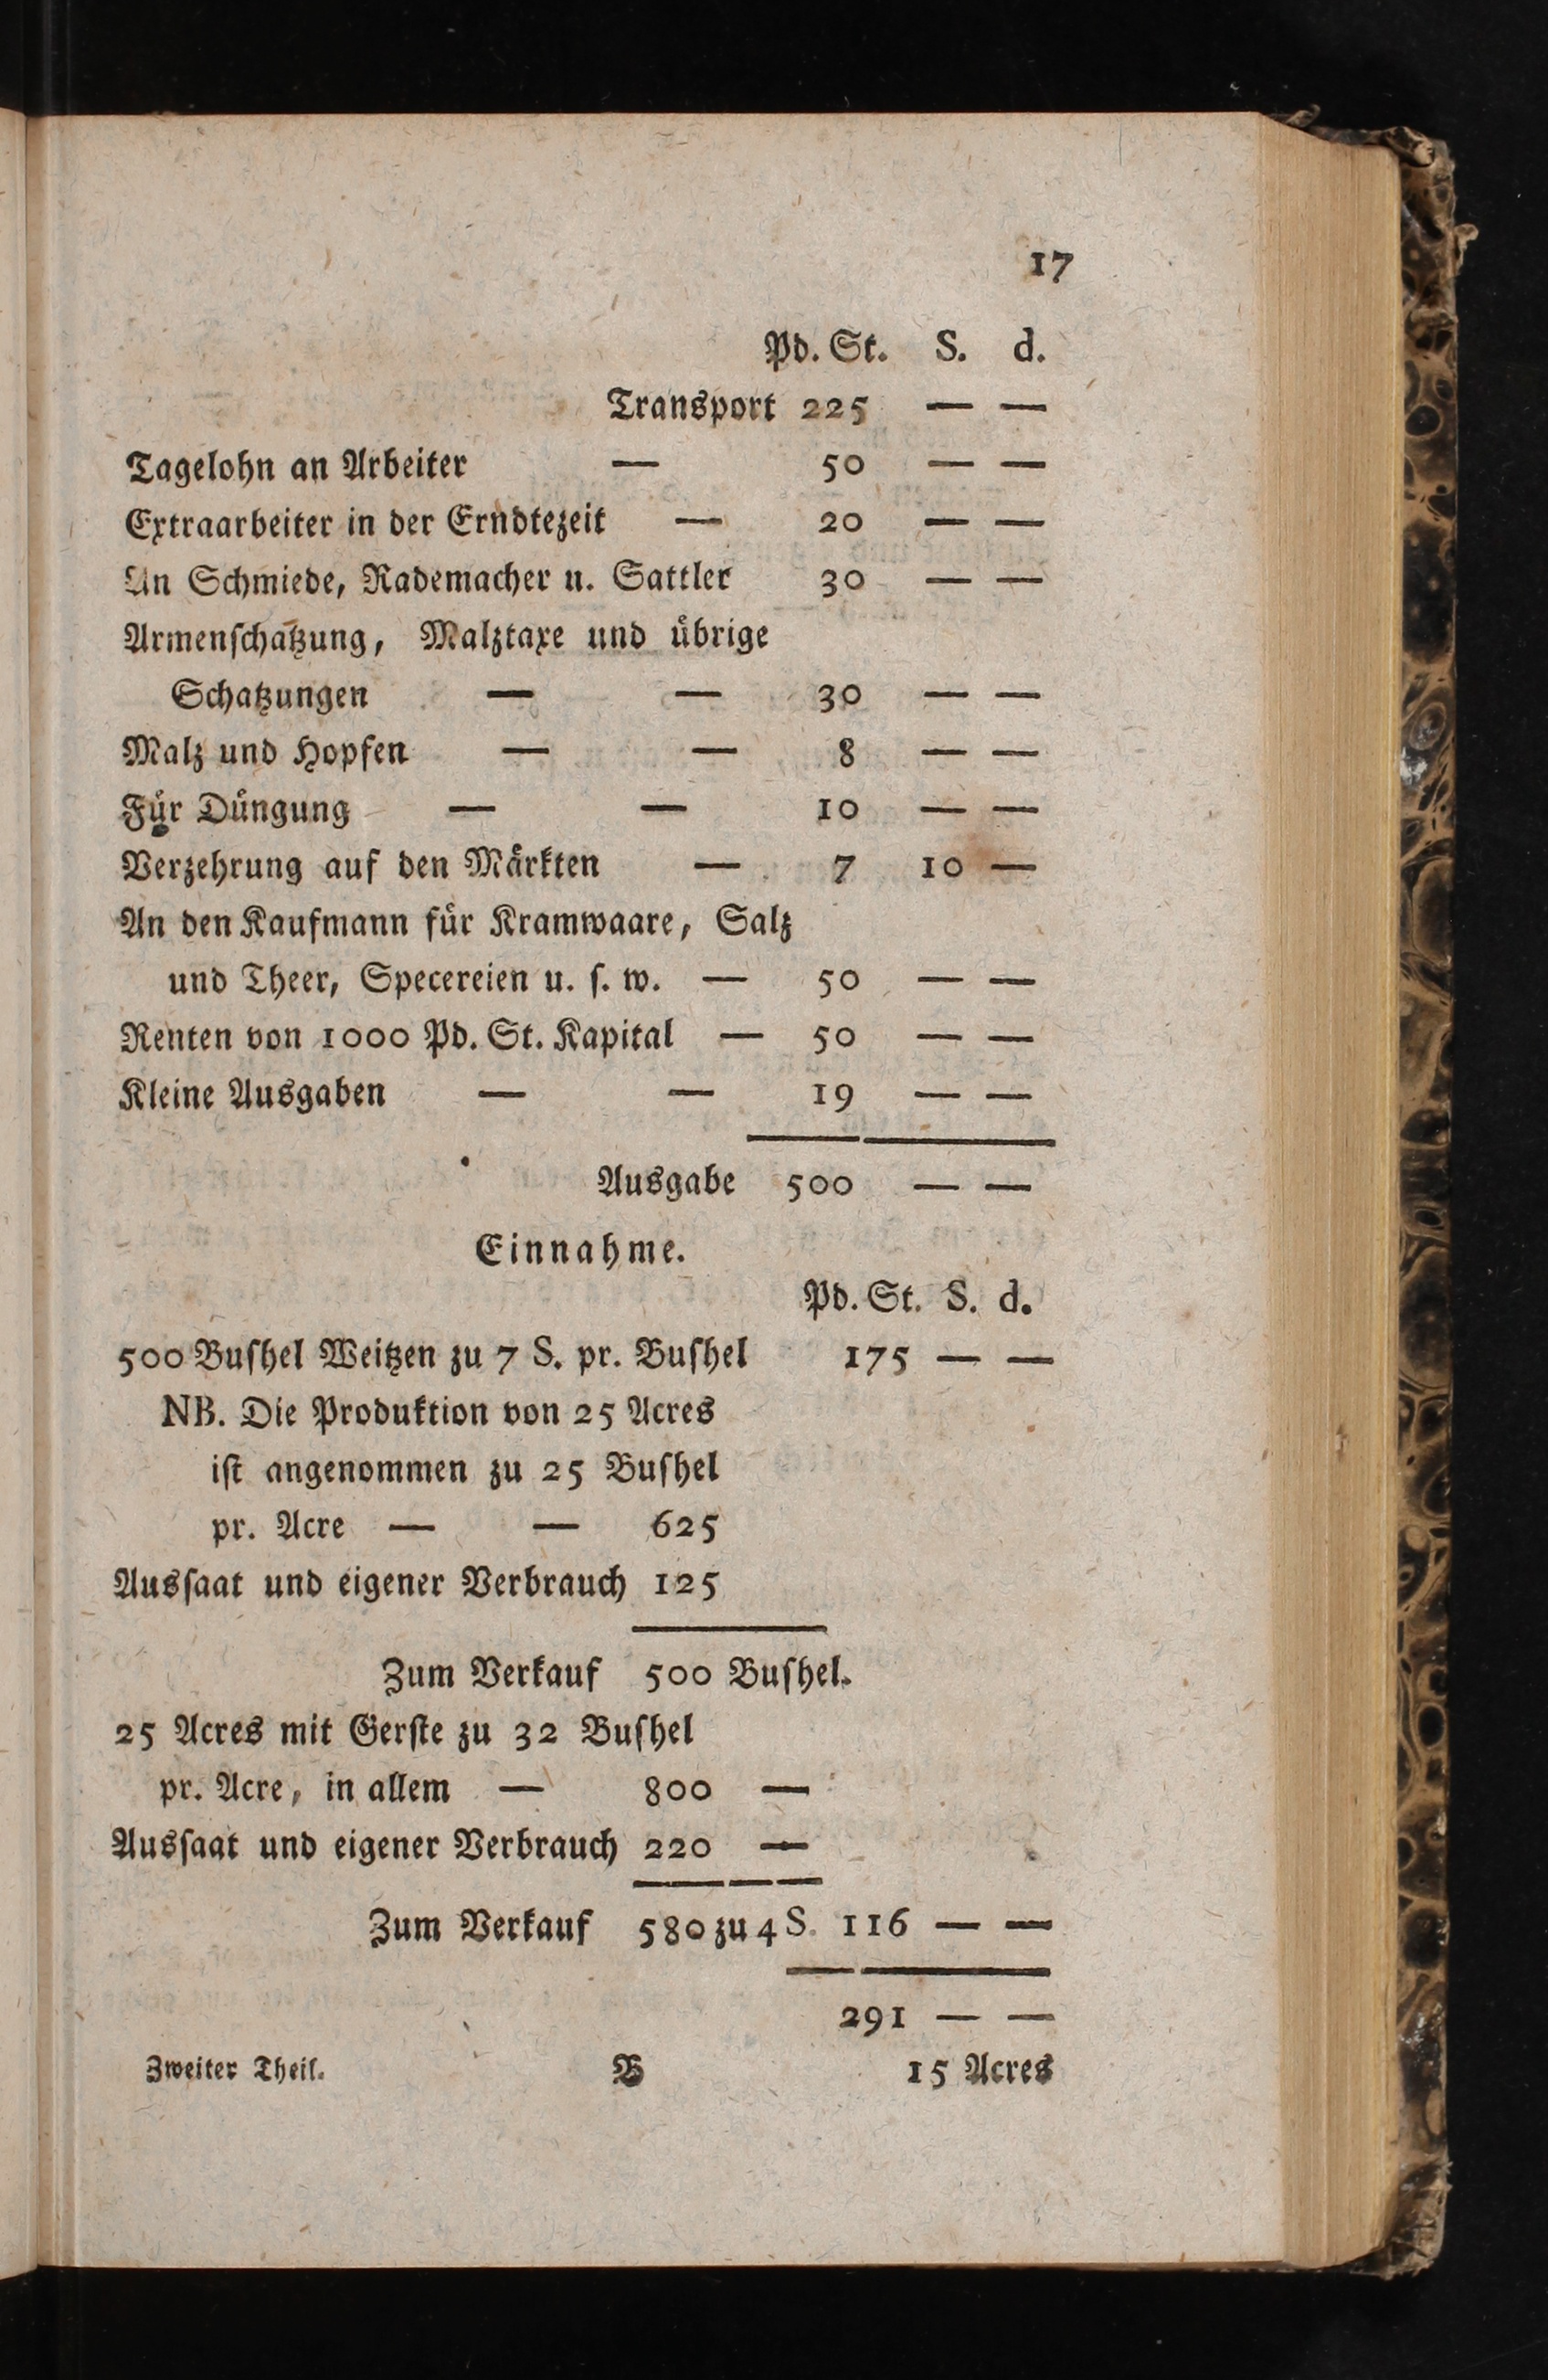 17
Pd. St. S. d.
Transport 225 — —
Tagelohn an Arbeiter — 50 — —
Extraarbeiter in der Erndtezeit — 20 — —
An Schmiede, Rademacher u. Sattler 30 — —
Armenſchatzung, Malztaxe und übrige
Schatzungen — — 30 — —
Malz und Hopfen — — 8 — —
Für Düngung — — 10 — —
Verzehrung auf den Märkten — 7 10 —
An den Kaufmann für Kramwaare, Salz
und Theer, Specereien u. ſ. w. — 50 — —
Renten von 1000 Pd. St. Kapital — 50 — —
Kleine Ausgaben — — 19 — —
Ausgabe 500 — —
Einnahme.
Pd. St. S. d.
500 Buſhel Weitzen zu 7 S. pr. Buſhel 175 — —
NB. Die Produktion von 25 Acres
iſt angenommen zu 25 Buſhel
pr. Acre — — 625
Ausſaat und eigener Verbrauch 125
Zum Verkauf 500 Buſhel.
25 Acres mit Gerſte zu 32 Buſhel
pr. Acre, in allem — 800 —
Ausſaat und eigener Verbrauch 220 —
Zum Verkauf 580 zu 4 S. 116 — —
291 — —
Zweiter Theil. B 15 Acres